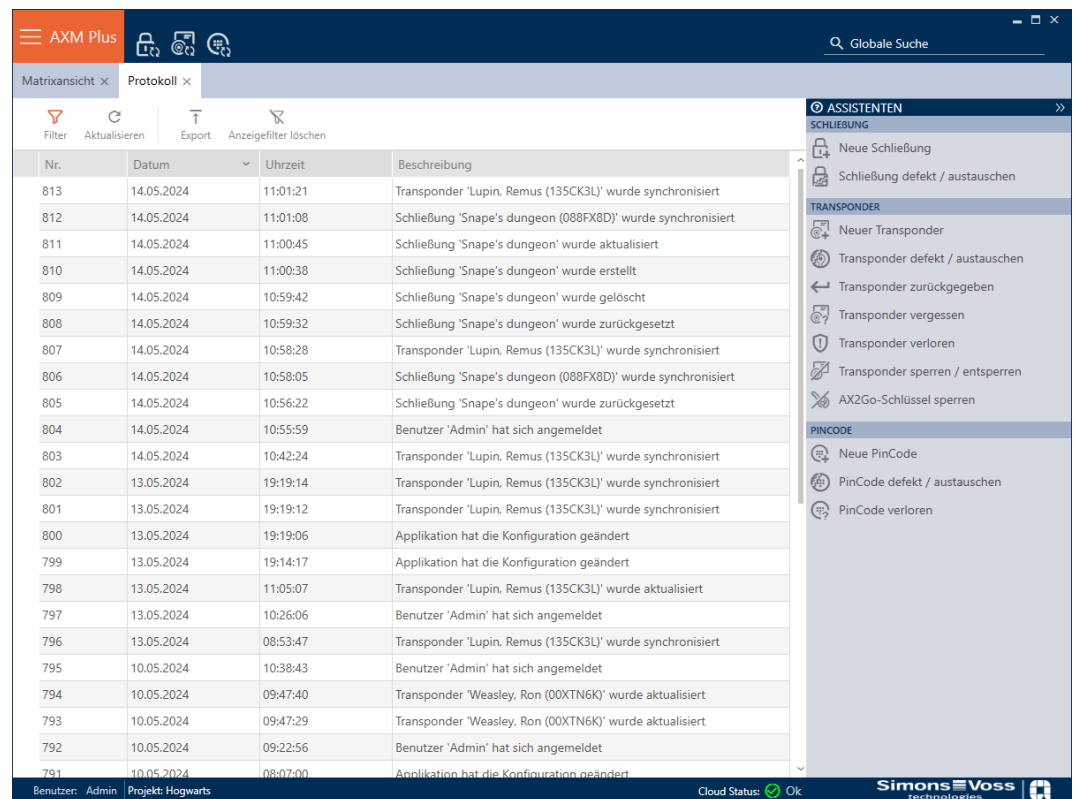 AXM Plus
Globale Suche
Matrixansicht
Protokoll
Filter Aktualisieren Export Anzeigefilter löschen
Nr. Datum Uhrzeit Beschreibung
813 14.05.2024 11:01:21 Transponder 'Lupin, Remus (135CK3L)' wurde synchronisiert
812 14.05.2024 11:01:08 Schließung 'Snape's dungeon (088FX8D)' wurde synchronisiert
811 14.05.2024 11:00:45 Schließung 'Snape's dungeon' wurde aktualisiert
810 14.05.2024 11:00:38 Schließung 'Snape's dungeon' wurde erstellt
809 14.05.2024 10:59:42 Schließung 'Snape's dungeon' wurde gelöscht
808 14.05.2024 10:59:32 Schließung 'Snape's dungeon' wurde zurückgesetzt
807 14.05.2024 10:58:28 Transponder 'Lupin, Remus (135CK3L)' wurde synchronisiert
806 14.05.2024 10:58:05 Schließung 'Snape's dungeon (088FX8D)' wurde synchronisiert
805 14.05.2024 10:56:22 Schließung 'Snape's dungeon' wurde zurückgesetzt
804 14.05.2024 10:55:59 Benutzer 'Admin' hat sich angemeldet
803 14.05.2024 10:42:24 Transponder 'Lupin, Remus (135CK3L)' wurde synchronisiert
802 13.05.2024 19:19:14 Transponder 'Lupin, Remus (135CK3L)' wurde synchronisiert
801 13.05.2024 19:19:12 Transponder 'Lupin, Remus (135CK3L)' wurde synchronisiert
800 13.05.2024 19:19:06 Applikation hat die Konfiguration geändert
799 13.05.2024 19:14:17 Applikation hat die Konfiguration geändert
798 13.05.2024 11:05:07 Transponder 'Lupin, Remus (135CK3L)' wurde aktualisiert
797 13.05.2024 10:26:06 Benutzer 'Admin' hat sich angemeldet
796 13.05.2024 08:53:47 Transponder 'Lupin, Remus (135CK3L)' wurde synchronisiert
795 10.05.2024 10:38:43 Benutzer 'Admin' hat sich angemeldet
794 10.05.2024 09:47:40 Transponder 'Weasley, Ron (00XTN6K)' wurde aktualisiert
793 10.05.2024 09:47:29 Transponder 'Weasley, Ron (00XTN6K)' wurde aktualisiert
792 10.05.2024 09:22:56 Benutzer 'Admin' hat sich angemeldet
791 10.05.2024 08:07:00 Applikation hat die Konfiguration geändert
ASSISTENTEN
SCHLIEßUNG
Neue Schließung
Schließung defekt / austauschen
TRANSPONDER
Neuer Transponder
Transponder defekt / austauschen
Transponder zurückgegeben
Transponder vergessen
Transponder verloren
Transponder sperren / entsperren
AX2Go-Schlüssel sperren
PINCODE
Neue PinCode
PinCode defekt / austauschen
PinCode verloren
Benutzer: Admin Projekt: Hogwarts Cloud Status: Ok
SimonsVoss
technologies